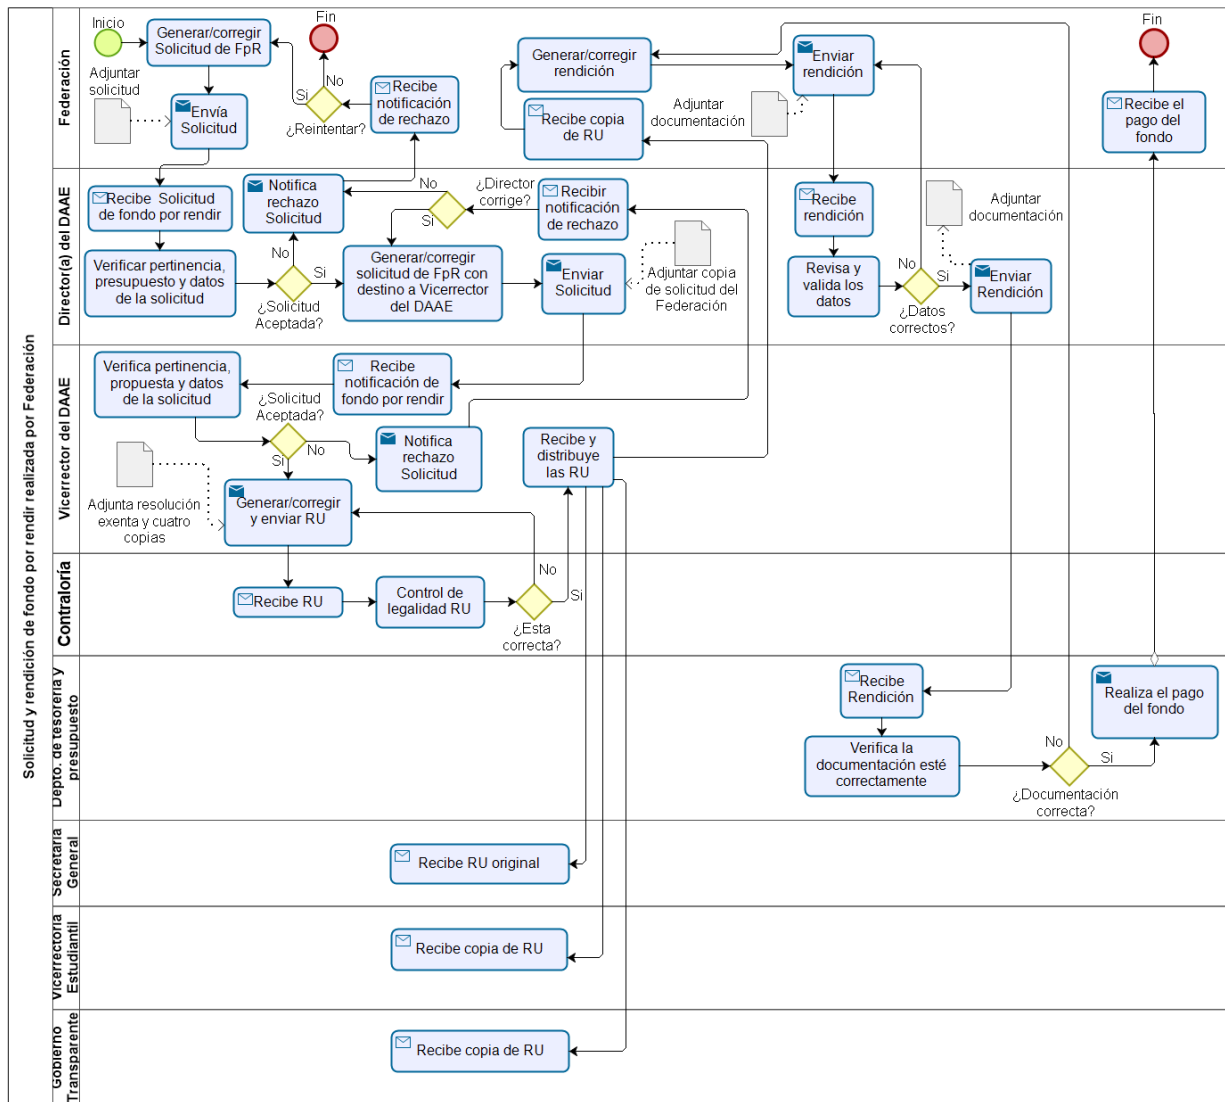 Solicitud y rendición de fondo por rendir realizada por Federación
Federación
Inicio
Generar/corregir
Solicitud de FpR
Fin
Adjuntar
solicitud
Envía
Solicitud
Si
No
¿Reintentar?
Recibe
notificación
de rechazo
Generar/corregir
rendición
Recibe copia
de RU
Adjuntar
documentación
Enviar
rendición
Fin
Recibe el
pago del
fondo
Director(a) del DAAE
Recibe Solicitud
de fondo por rendir
Verificar pertinencia,
presupuesto y datos
de la solicitud
Notifica
rechazo
Solicitud
No
Si
¿Solicitud
Aceptada?
No
Si
¿Director
corrige?
Recibir
notificación
de rechazo
Generar/corregir
solicitud de FpR con
destino a Vicerrector
del DAAE
Enviar
Solicitud
Adjuntar copia
de solicitud del
Federación
Recibe
rendición
Revisa y
valida los
datos
No
Si
¿Datos
correctos?
Adjuntar
documentación
Enviar
Rendición
Vicerrector del DAAE
Verifica pertinencia,
propuesta y datos
de la solicitud
Recibe
notificación de
fondo por rendir
¿Solicitud
Aceptada?
Si
No
Notifica
rechazo
Solicitud
Recibe y
distribuye
las RU
Adjunta resolución
exenta y cuatro
copias
Generar/corregir
y enviar RU
Contraloría
Recibe RU
Control de
legalidad RU
No
Si
¿Esta
correcta?
Depto. de tesorería y
presupuesto
Recibe
Rendición
Verifica la
documentación esté
correctamente
No
Si
¿Documentación
correcta?
Realiza el pago
del fondo
Secretaría
General
Recibe RU original
Vicerrectoría
Estudiantil
Recibe copia de RU
Gobierno
Transparente
Recibe copia de RU